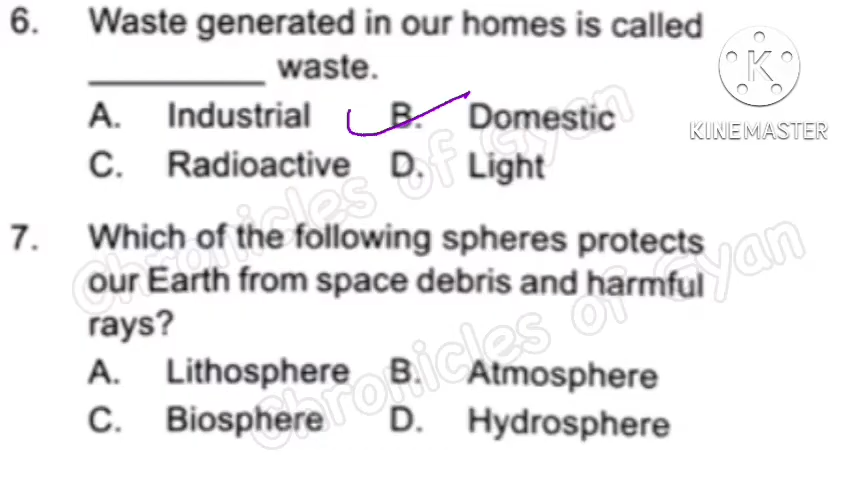 6. Waste generated in our homes is called
__________ waste.
A. Industrial B. Domestic
C. Radioactive D. Light
KINEMASTER
7. Which of the following spheres protects
our Earth from space debris and harmful
rays?
A. Lithosphere B. Atmosphere
C. Biosphere D. Hydrosphere
Chronicles of Gyan
Chronicles of Gyan